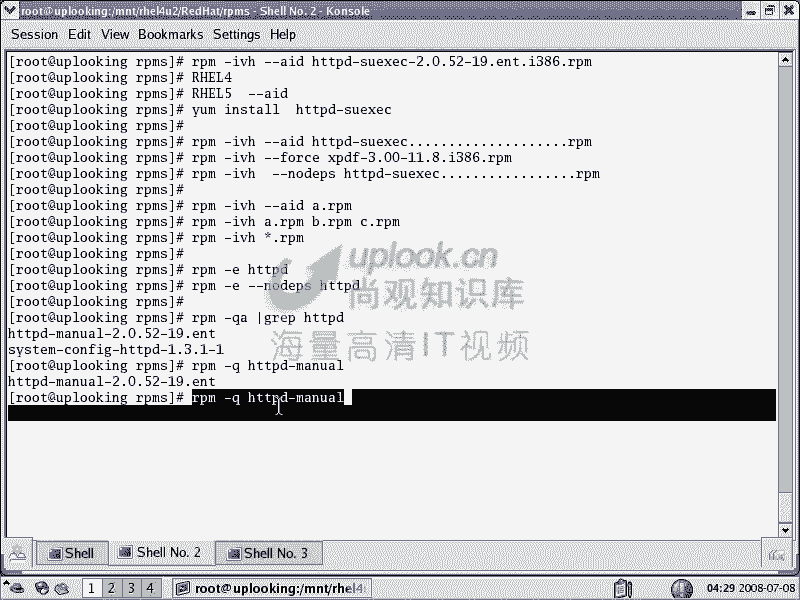 root@uplooking:/mnt/rhel4u2/RedHat/rpms - Shell No. 2 - Konsole
Session Edit View Bookmarks Settings Help
[root@uplooking rpms]# rpm -ivh --aid httpd-suexec-2.0.52-19.ent.i386.rpm
[root@uplooking rpms]# RHEL4
[root@uplooking rpms]# RHEL5  --aid
[root@uplooking rpms]# yum install  httpd-suexec
[root@uplooking rpms]#
[root@uplooking rpms]# rpm -ivh --aid httpd-suexec....................rpm
[root@uplooking rpms]# rpm -ivh --force xpdf-3.00-11.8.i386.rpm
[root@uplooking rpms]# rpm -ivh  --nodeps httpd-suexec.................rpm
[root@uplooking rpms]#
[root@uplooking rpms]# rpm -ivh --aid a.rpm
[root@uplooking rpms]# rpm -ivh a.rpm b.rpm c.rpm
[root@uplooking rpms]# rpm -ivh *.rpm
[root@uplooking rpms]#
[root@uplooking rpms]# rpm -e httpd
[root@uplooking rpms]# rpm -e --nodeps httpd
[root@uplooking rpms]#
[root@uplooking rpms]# rpm -qa |grep httpd
httpd-manual-2.0.52-19.ent
system-config-httpd-1.3.1-1
[root@uplooking rpms]# rpm -q httpd-manual
httpd-manual-2.0.52-19.ent
[root@uplooking rpms]# rpm -q httpd-manual
uplook.cn
尚观知识库
海量高清IT视频
Shell Shell No. 2 Shell No. 3
1 2 3 4 root@uplooking:/mnt/rhel4 04:29 2008-07-08